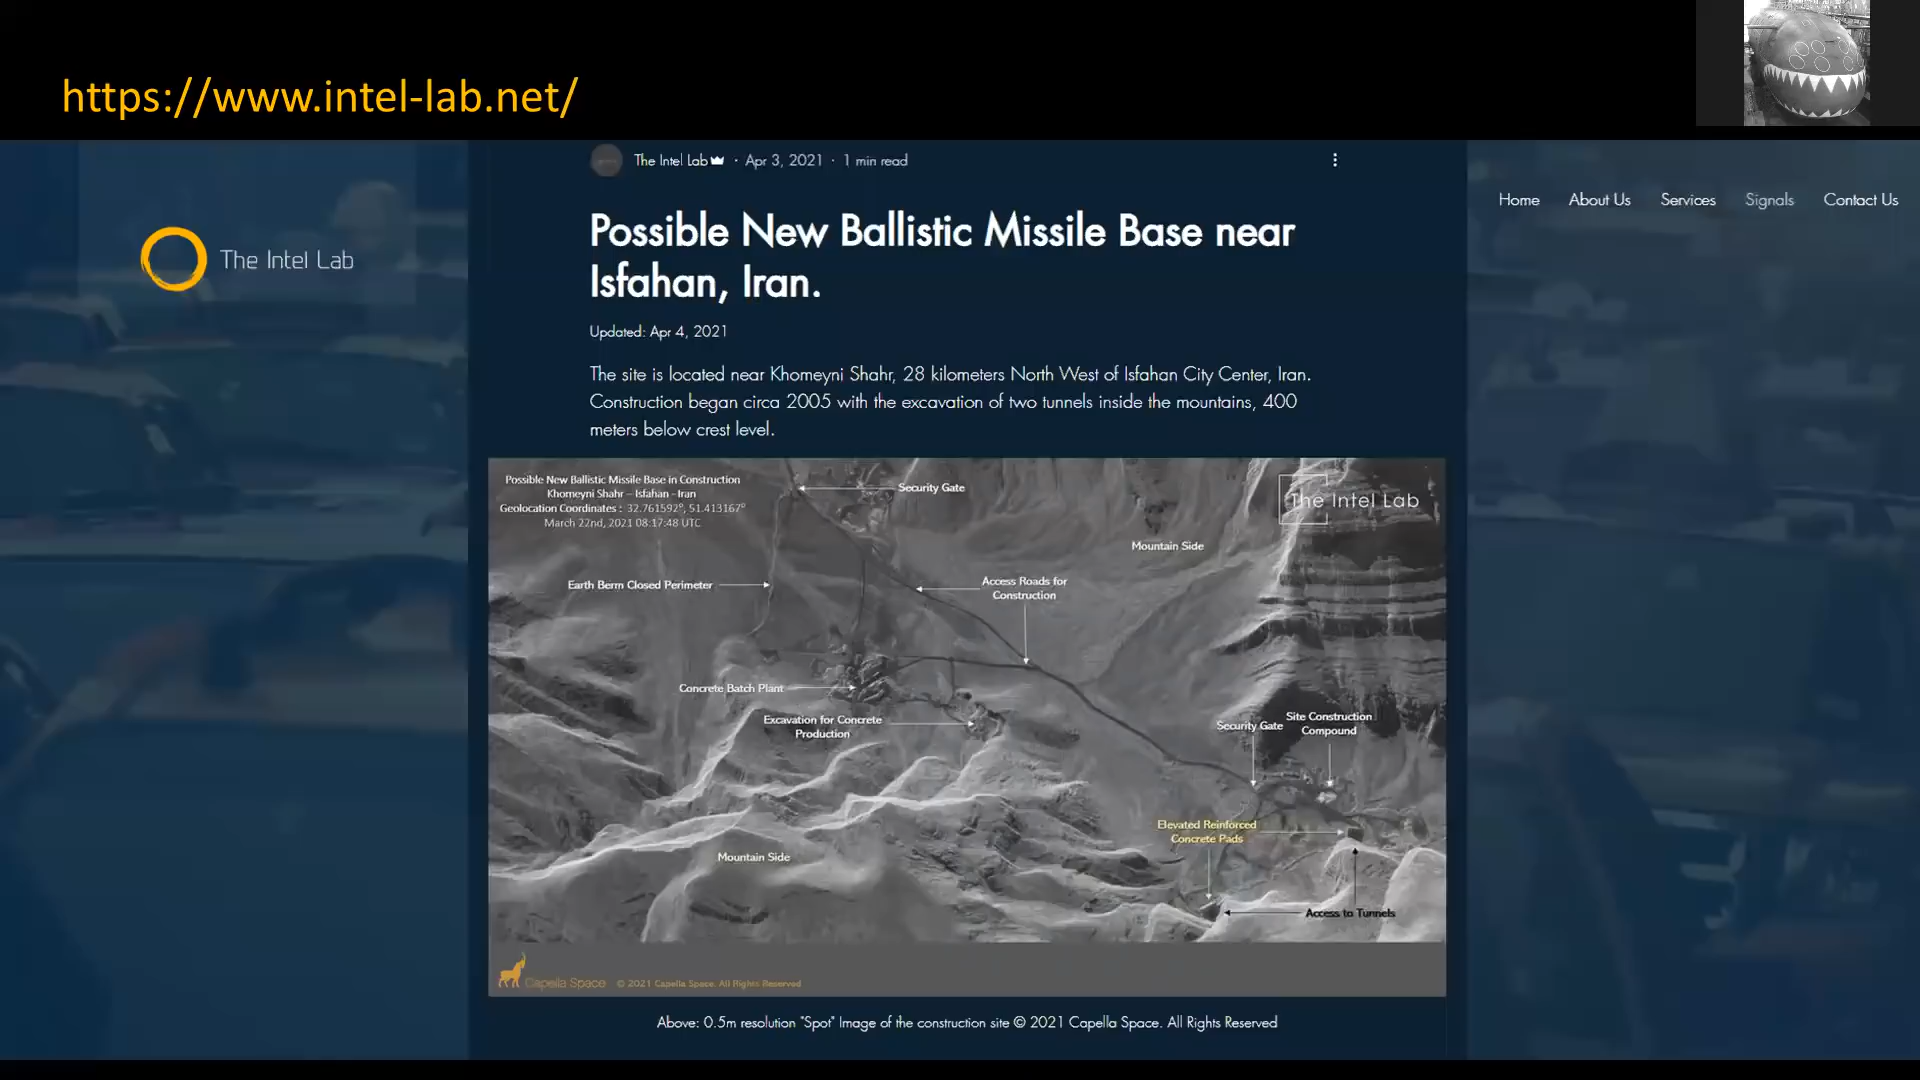 https://www.intel-lab.net/
The Intel Lab
The Intel Lab · Apr 3, 2021 · 1 min read
Home About Us Services Signals Contact Us
Possible New Ballistic Missile Base near
Isfahan, Iran.
Updated: Apr 4, 2021
The site is located near Khomeyni Shahr, 28 kilometers North West of Isfahan City Center, Iran.
Construction began circa 2005 with the excavation of two tunnels inside the mountains, 400
meters below crest level.
Possible New Ballistic Missile Base in Construction
Khomeyni Shahr – Isfahan - Iran
Geolocation Coordinates : 32.761592°, 51.413167°
March 22nd, 2021 08:17:48 UTC
Security Gate
The Intel Lab
Mountain Side
Earth Berm Closed Perimeter
Access Roads for
Construction
Concrete Batch Plant
Excavation for Concrete
Production
Security Gate
Site Construction
Compound
Elevated Reinforced
Concrete Pads
Mountain Side
Access to Tunnels
Capella Space © 2021 Capella Space. All Rights Reserved
Above: 0.5m resolution "Spot" Image of the construction site © 2021 Capella Space. All Rights Reserved